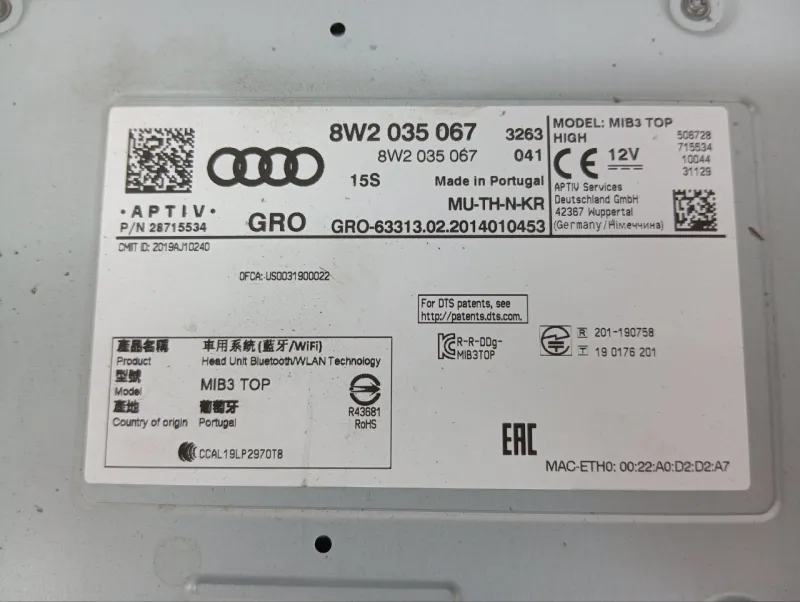 8W2 035 067 3263
8W2 035 067 041
15S Made in Portugal
MU-TH-N-KR
GRO GRO-63313.02.2014010453
·APTIV·
P/N 28715534
CMIIT ID: 2019AJ10240
MODEL: MIB3 TOP
HIGH
CE 12V
506728
715534
10044
31129
APTIV Services
Deutschland GmbH
42367 Wuppertal
(Germany/Німеччина)
OFCA: US0031900022
For DTS patents, see
http://patents.dts.com.
R-R-DDg-
MIB3TOP
R 201-190758
T 19 0176 201
產品名稱 車用系統(藍牙/WiFi)
Product Head Unit Bluetooth/WLAN Technology
型號
Model MIB3 TOP
產地 葡萄牙
Country of origin Portugal
R43681
RoHS
CCAL19LP2970T8
EAC
MAC-ETH0: 00:22:A0:D2:D2:A7